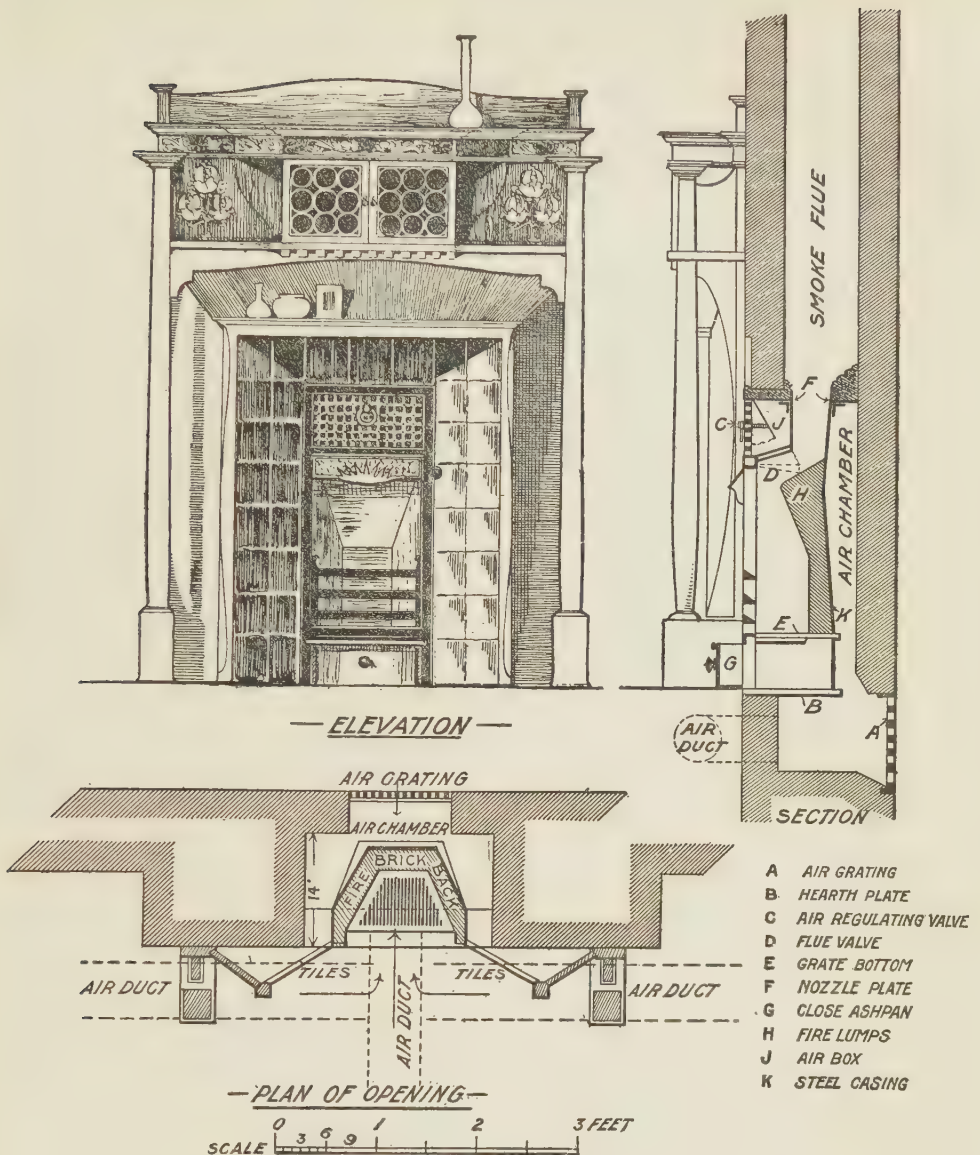 SMOKE FLUE
F
C
J
D
H
AIR CHAMBER
K
E
G
B
A
AIR
DUCT
— ELEVATION —
SECTION
AIR GRATING
AIR CHAMBER
14"
FIRE BRICK BACK
TILES
TILES
AIR DUCT
AIR DUCT
AIR DUCT
— PLAN OF OPENING —
0 3 6 9 1 2 3 FEET
SCALE
A AIR GRATING
B HEARTH PLATE
C AIR REGULATING VALVE
D FLUE VALVE
E GRATE BOTTOM
F NOZZLE PLATE
G CLOSE ASHPAN
H FIRE LUMPS
J AIR BOX
K STEEL CASING